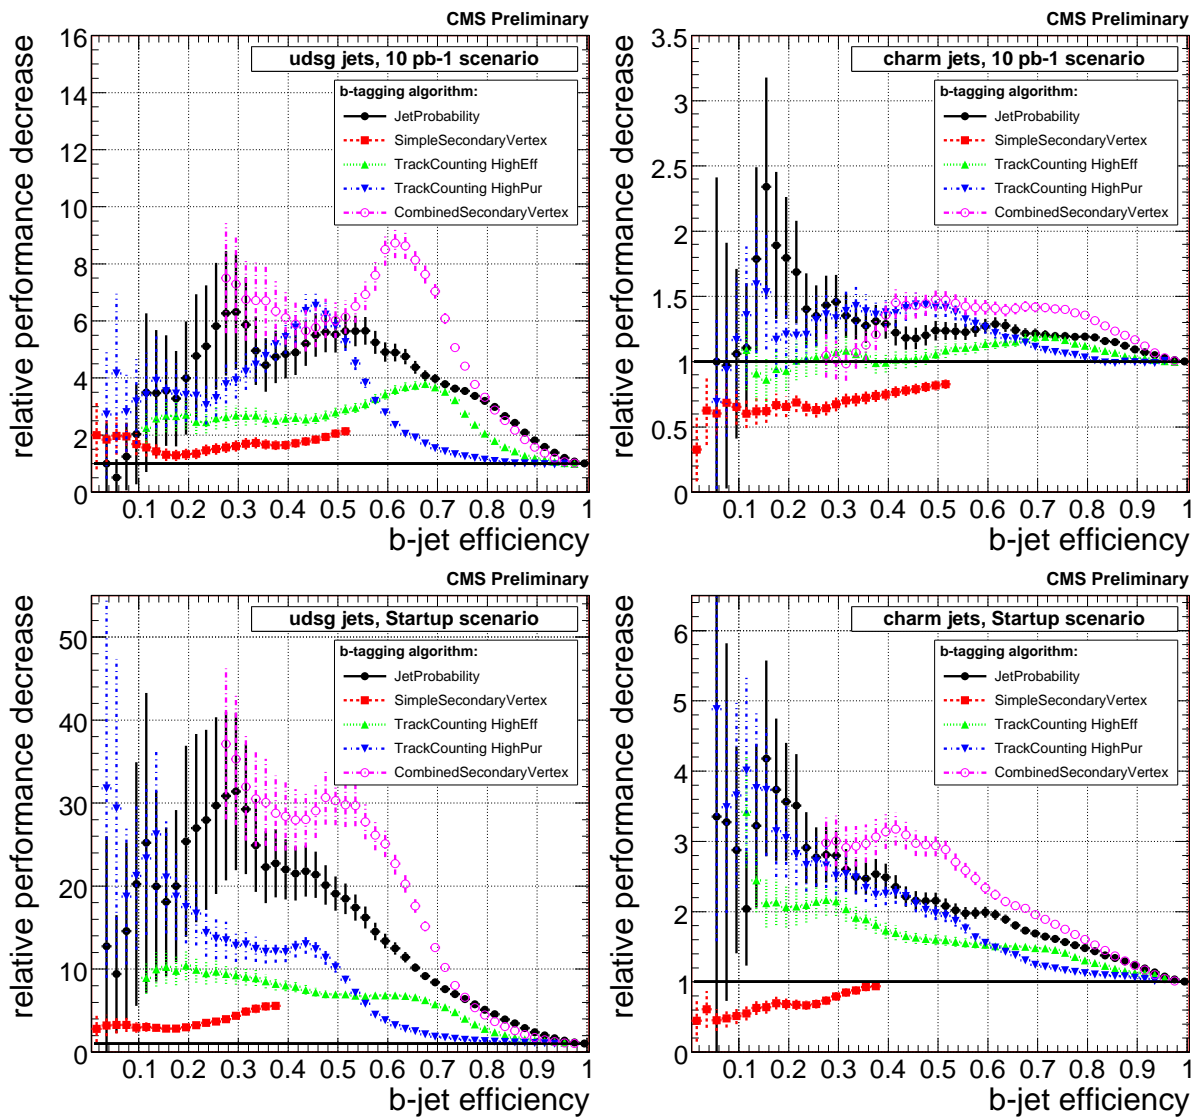 CMS Preliminary
relative performance decrease
16
14
12
10
8
6
4
2
0
udsg jets, 10 pb-1 scenario
b-tagging algorithm:
JetProbability
SimpleSecondaryVertex
TrackCounting HighEff
TrackCounting HighPur
CombinedSecondaryVertex
0.1 0.2 0.3 0.4 0.5 0.6 0.7 0.8 0.9 1
b-jet efficiency
CMS Preliminary
relative performance decrease
3.5
3
2.5
2
1.5
1
0.5
0
charm jets, 10 pb-1 scenario
b-tagging algorithm:
JetProbability
SimpleSecondaryVertex
TrackCounting HighEff
TrackCounting HighPur
CombinedSecondaryVertex
0.1 0.2 0.3 0.4 0.5 0.6 0.7 0.8 0.9 1
b-jet efficiency
CMS Preliminary
relative performance decrease
50
40
30
20
10
0
udsg jets, Startup scenario
b-tagging algorithm:
JetProbability
SimpleSecondaryVertex
TrackCounting HighEff
TrackCounting HighPur
CombinedSecondaryVertex
0.1 0.2 0.3 0.4 0.5 0.6 0.7 0.8 0.9 1
b-jet efficiency
CMS Preliminary
relative performance decrease
6
5
4
3
2
1
0
charm jets, Startup scenario
b-tagging algorithm:
JetProbability
SimpleSecondaryVertex
TrackCounting HighEff
TrackCounting HighPur
CombinedSecondaryVertex
0.1 0.2 0.3 0.4 0.5 0.6 0.7 0.8 0.9 1
b-jet efficiency